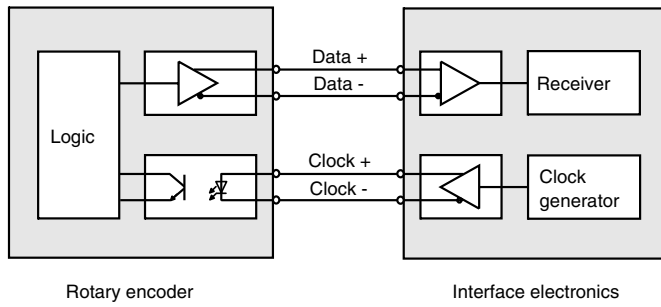 Data +
Data -
Receiver
Logic
Clock +
Clock -
Clock
generator
Rotary encoder
Interface electronics